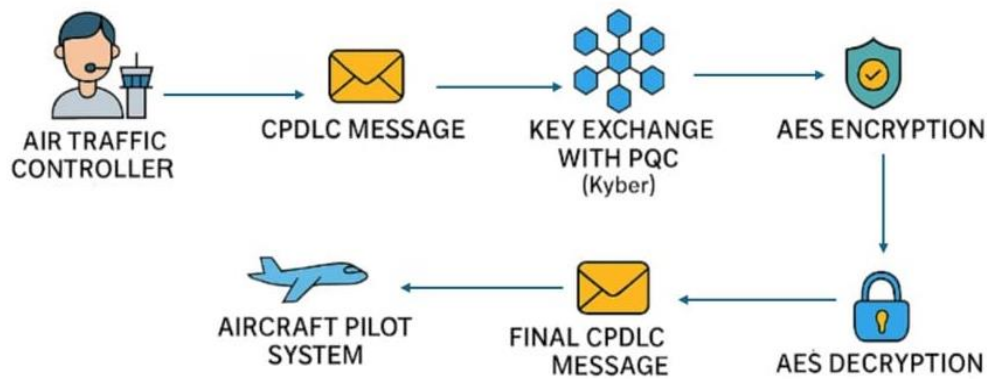 AIR TRAFFIC
CONTROLLER
CPDLC MESSAGE
KEY EXCHANGE
WITH PQC
(Kyber)
AES ENCRYPTION
AIRCRAFT PILOT
SYSTEM
FINAL CPDLC
MESSAGE
AES DECRYPTION